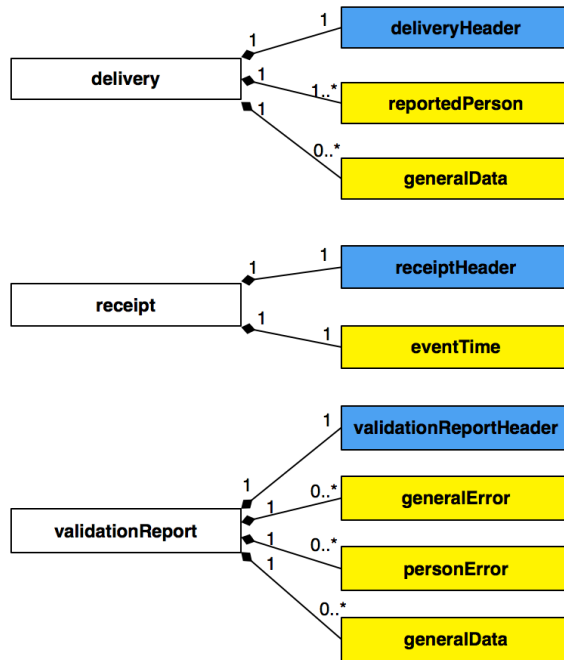 1
1
deliveryHeader
delivery
1
1..*
reportedPerson
1
0..*
generalData
1
1
receiptHeader
receipt
1
1
eventTime
1
validationReportHeader
1
0..*
generalError
1
validationReport
0..*
1
personError
1
0..*
generalData